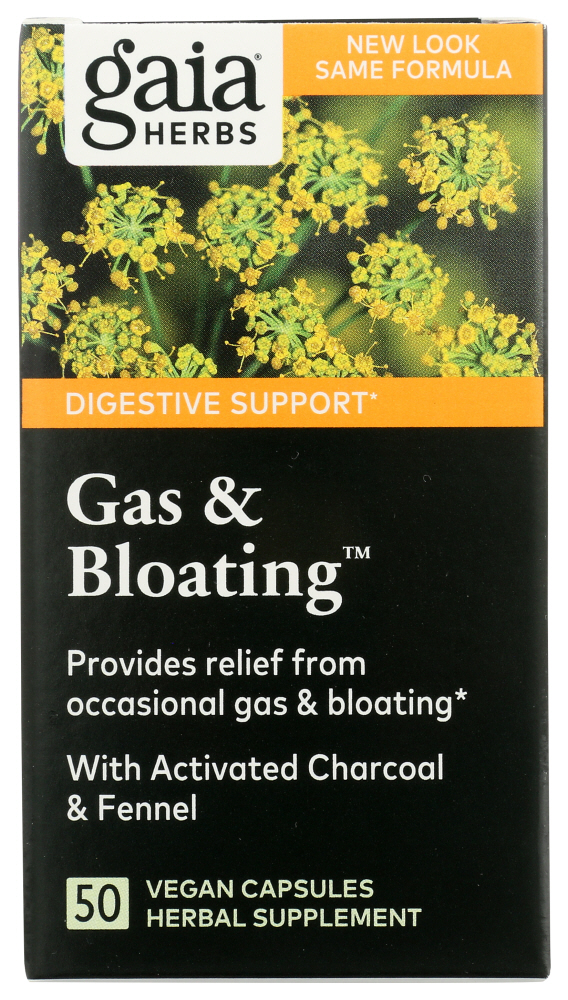 gaia®
HERBS
NEW LOOK
SAME FORMULA
DIGESTIVE SUPPORT*
Gas &
Bloating™
Provides relief from
occasional gas & bloating*
With Activated Charcoal
& Fennel
50
VEGAN CAPSULES
HERBAL SUPPLEMENT